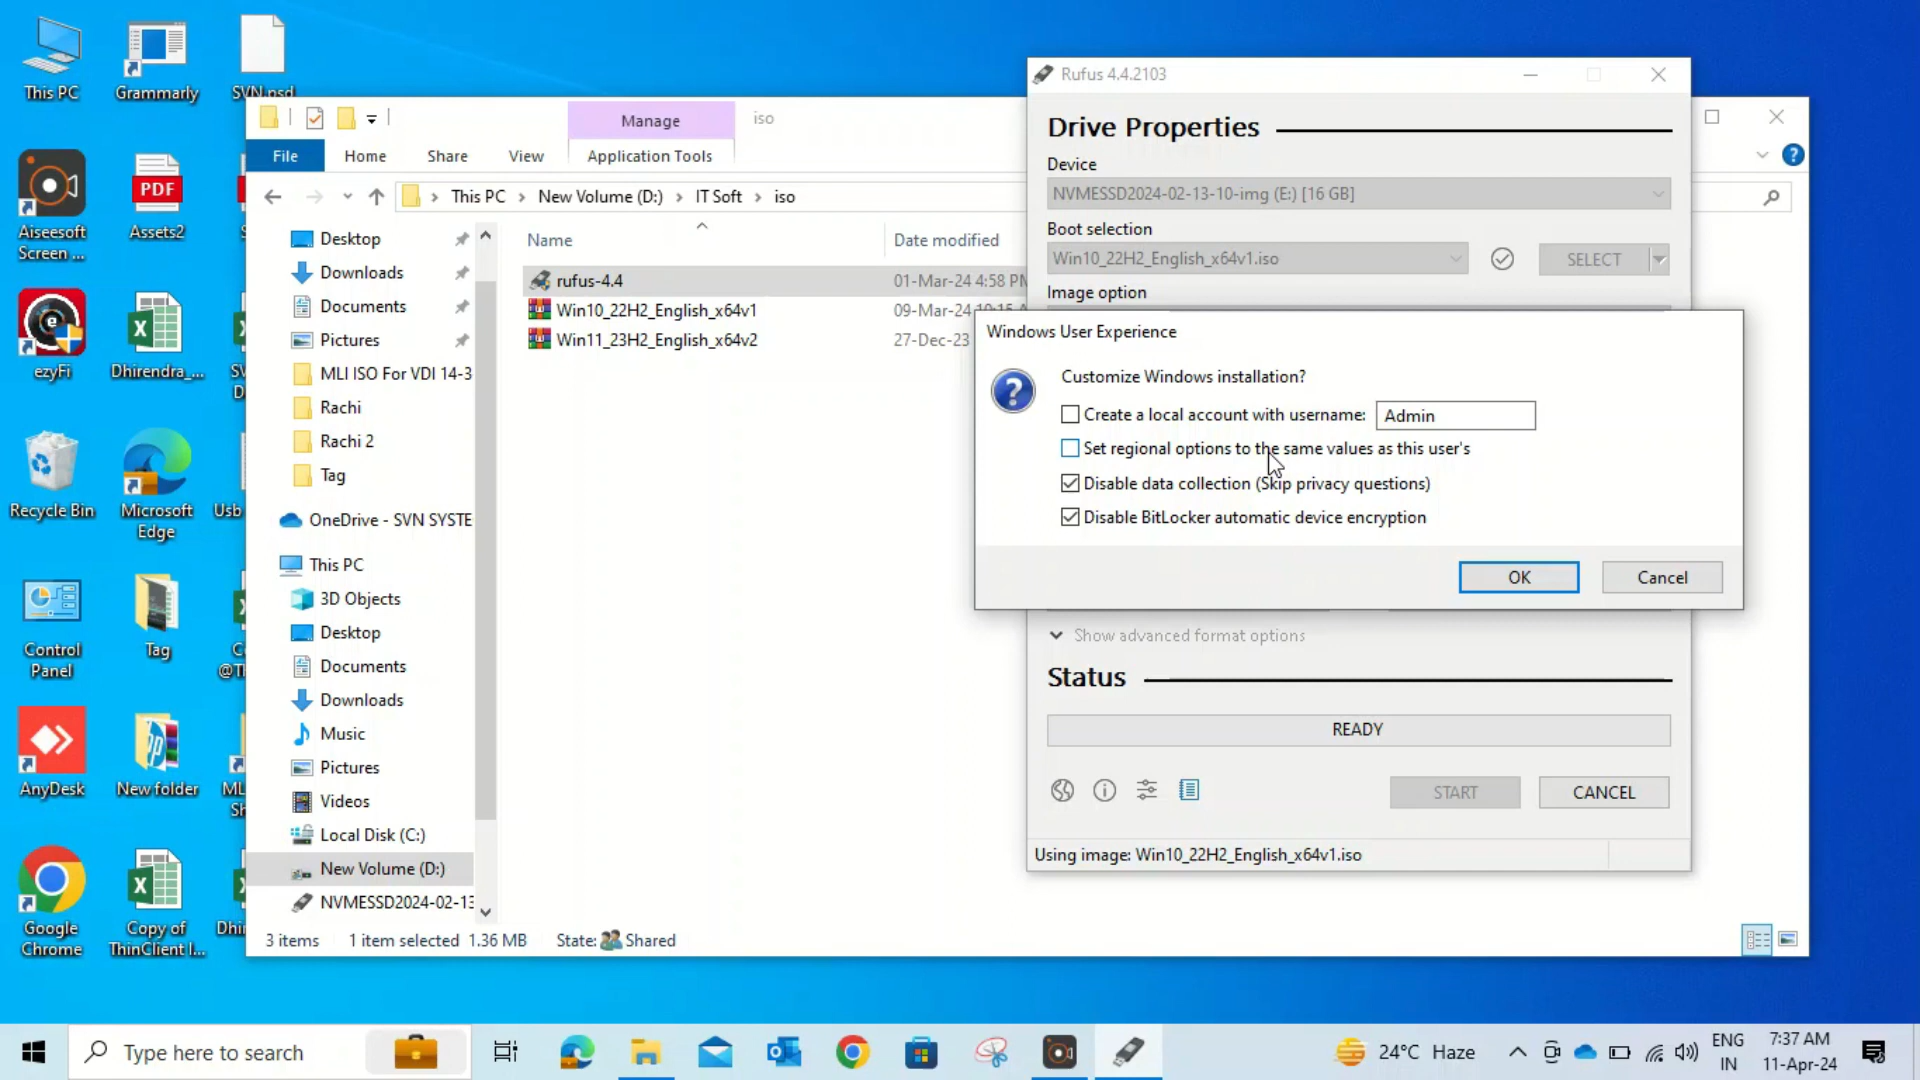 This PC
Grammarly
SVN.psd
Aiseesoft
Screen ...
Assets2
ezyFi
Dhirendra_...
Recycle Bin
Microsoft
Edge
Usb
Control
Panel
Tag
AnyDesk
New folder
Google
Chrome
Copy of
ThinClient I...
Manage
iso
File
Home
Share
View
Application Tools
This PC
New Volume (D:)
IT Soft
iso
Desktop
Downloads
Documents
Pictures
MLI ISO For VDI 14-3
Rachi
Rachi 2
Tag
OneDrive - SVN SYSTE
This PC
3D Objects
Desktop
Documents
Downloads
Music
Pictures
Videos
Local Disk (C:)
New Volume (D:)
NVMESSD2024-02-13
Name
Date modified
rufus-4.4
01-Mar-24 4:58 PM
Win10_22H2_English_x64v1
09-Mar-24 10:15 A
Win11_23H2_English_x64v2
27-Dec-23
3 items
1 item selected 1.36 MB
State: Shared
Rufus 4.4.2103
Drive Properties
Device
NVMESSD2024-02-13-10-img (E:) [16 GB]
Boot selection
Win10_22H2_English_x64v1.iso
SELECT
Image option
Windows User Experience
Customize Windows installation?
Create a local account with username: Admin
Set regional options to the same values as this user's
Disable data collection (Skip privacy questions)
Disable BitLocker automatic device encryption
OK
Cancel
Show advanced format options
Status
READY
START
CANCEL
Using image: Win10_22H2_English_x64v1.iso
Type here to search
24°C Haze
ENG
IN
7:37 AM
11-Apr-24